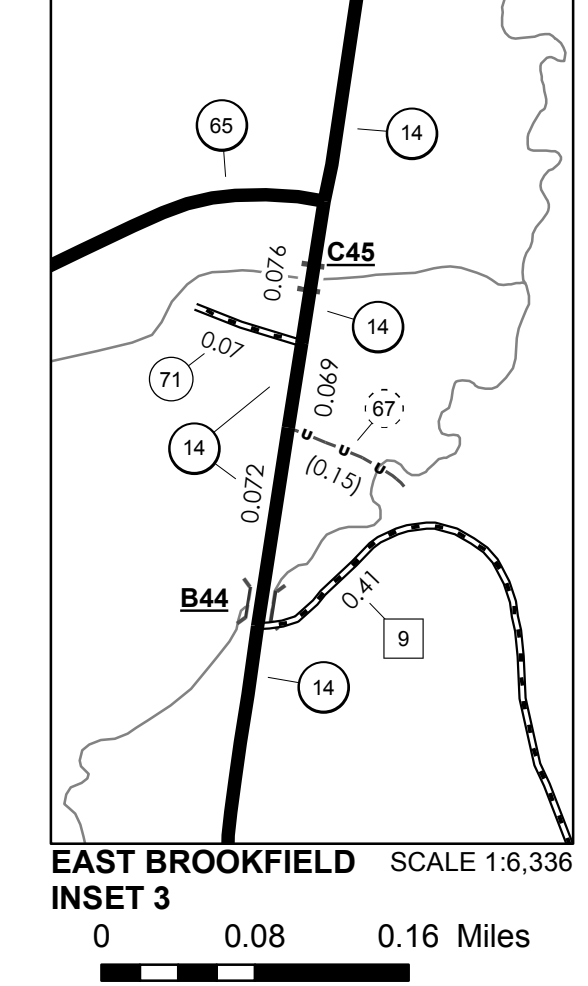 65
14
C45
0.076
14
0.07
71
0.069
67
14
U U U
(0.15)
0.072
B44
0.41
9
14
EAST BROOKFIELD SCALE 1:6,336
INSET 3
0 0.08 0.16 Miles